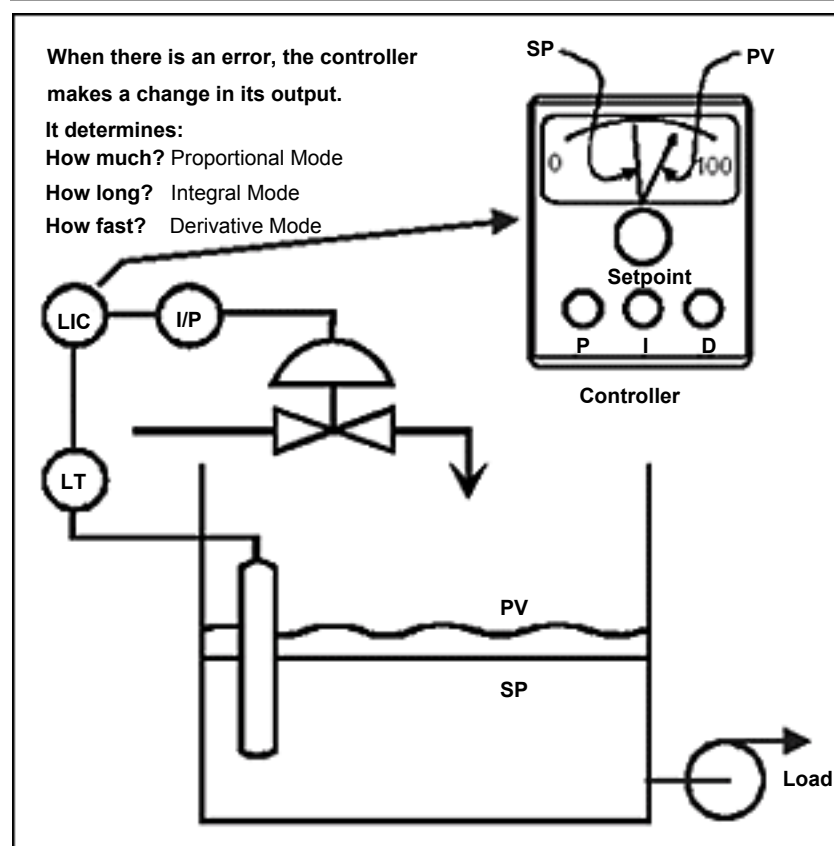 When there is an error, the controller
makes a change in its output.
It determines:
How much? Proportional Mode
How long? Integral Mode
How fast? Derivative Mode
SP
PV
0
100
Setpoint
P I D
Controller
LIC
I/P
LT
PV
SP
Load